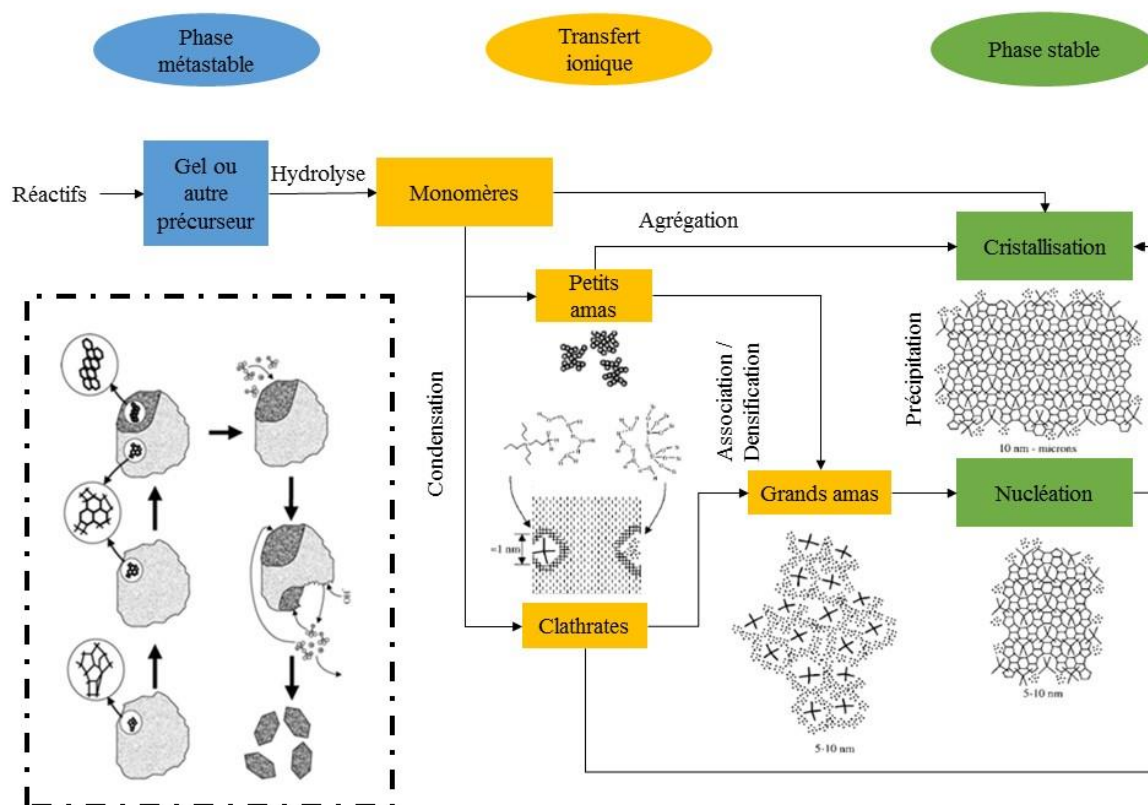 Phase
métastable
Transfert
ionique
Phase stable
Réactifs
Gel ou
autre
précurseur
Hydrolyse
Monomères
Agrégation
Cristallisation
Petits
amas
Condensation
Association /
Densification
Précipitation
10 nm - microns
≈1 nm
Grands amas
Nucléation
OH
Clathrates
5-10 nm
5-10 nm